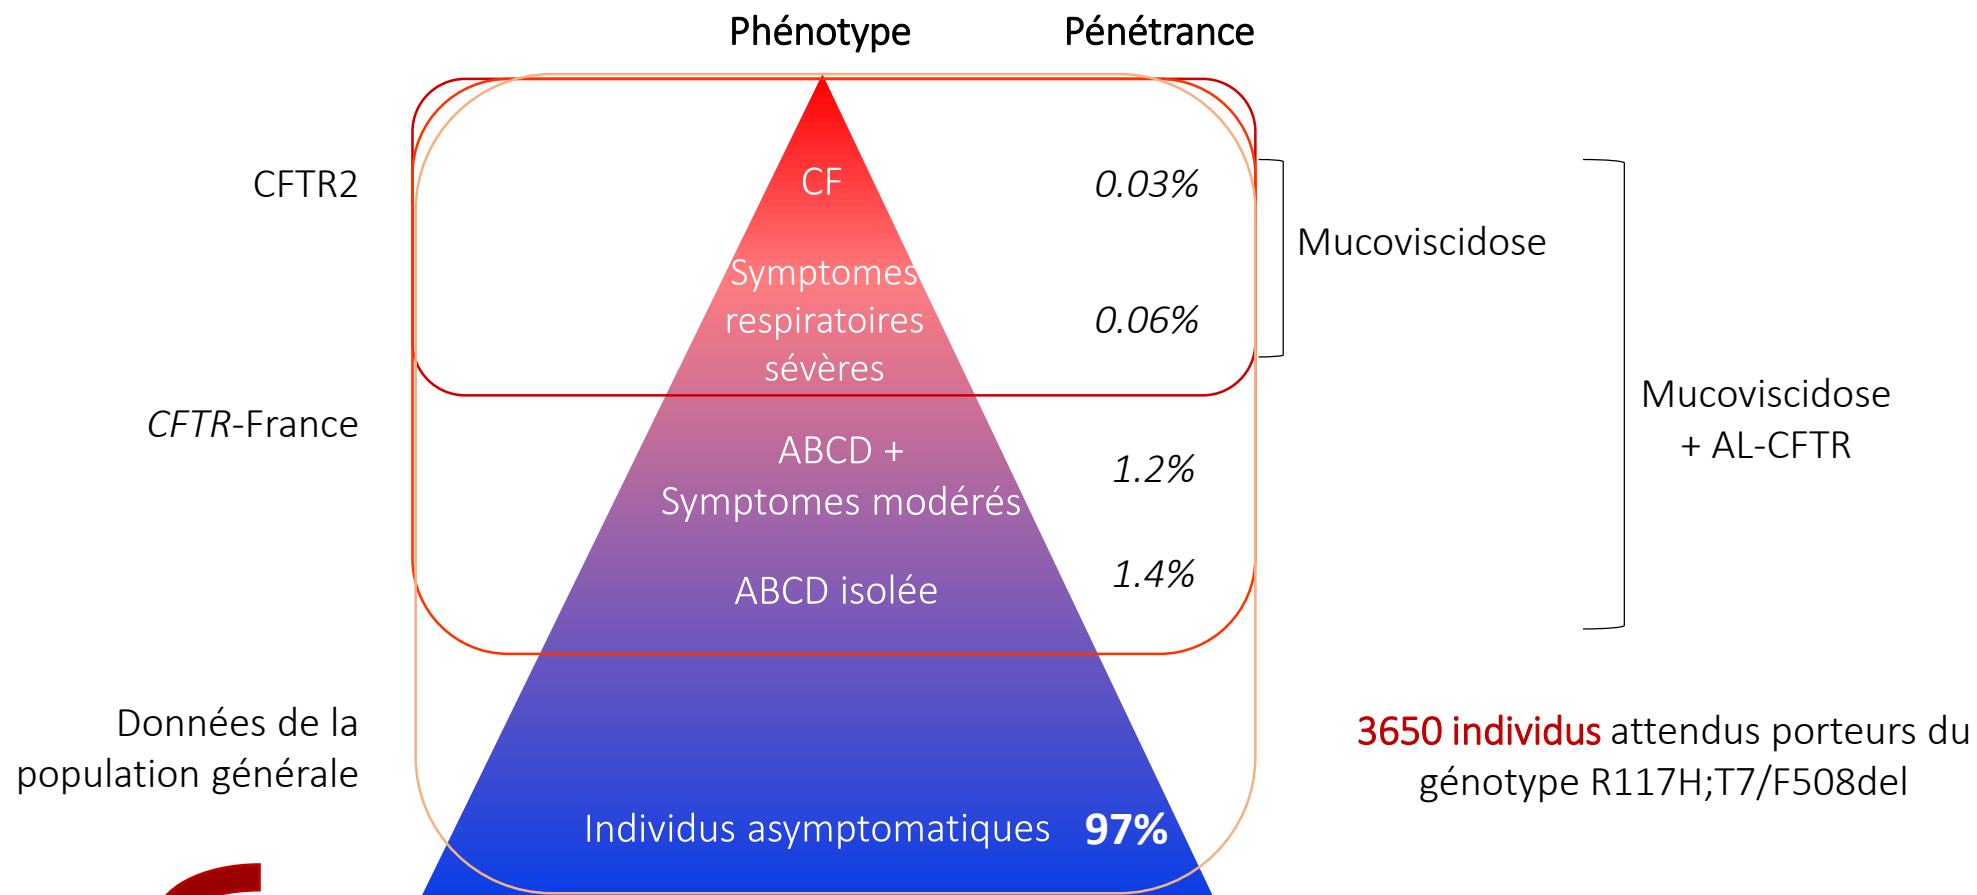 Phénotype
Pénétrance
CFTR2
CF
0.03%
Symptomes
respiratoires
sévères
0.06%
Mucoviscidose
CFTR-France
ABCD +
Symptomes modérés
1.2%
Mucoviscidose
+ AL-CFTR
ABCD isolée
1.4%
Données de la
population générale
3650 individus attendus porteurs du
génotype R117H;T7/F508del
Individus asymptomatiques 97%